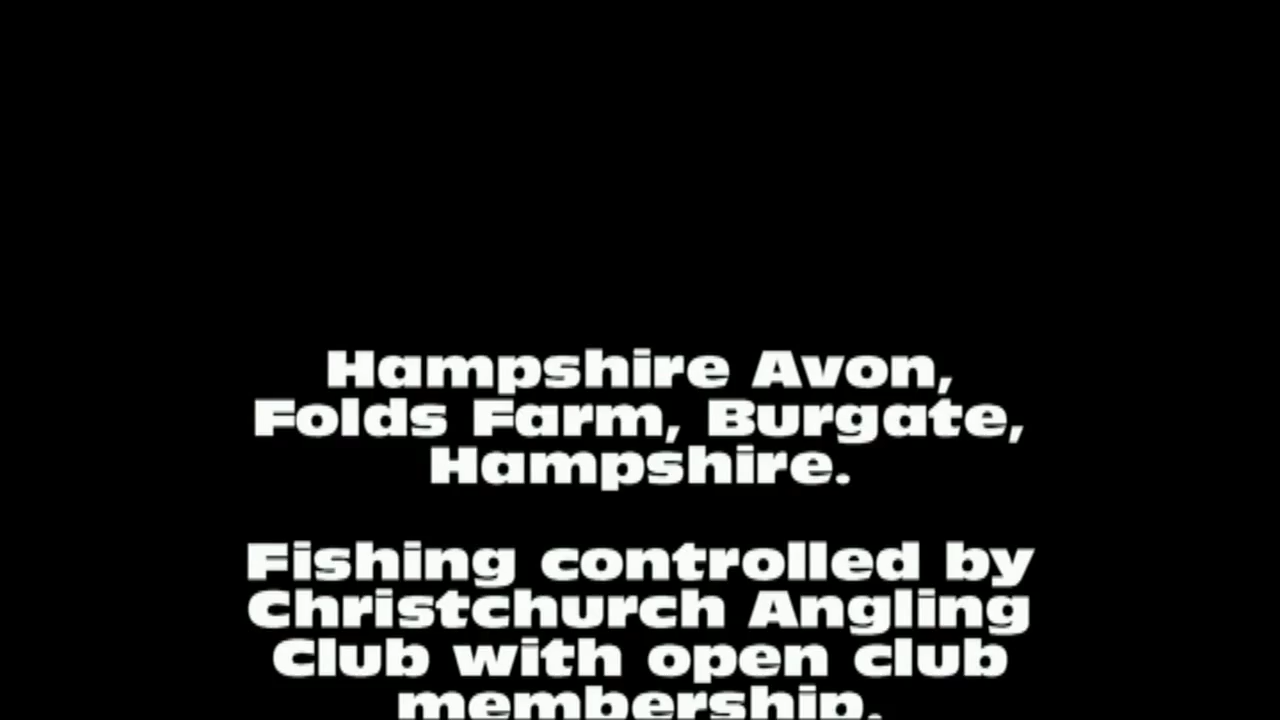 Hampshire Avon,
Folds Farm, Burgate,
Hampshire.
Fishing controlled by
Christchurch Angling
Club with open club
membership.